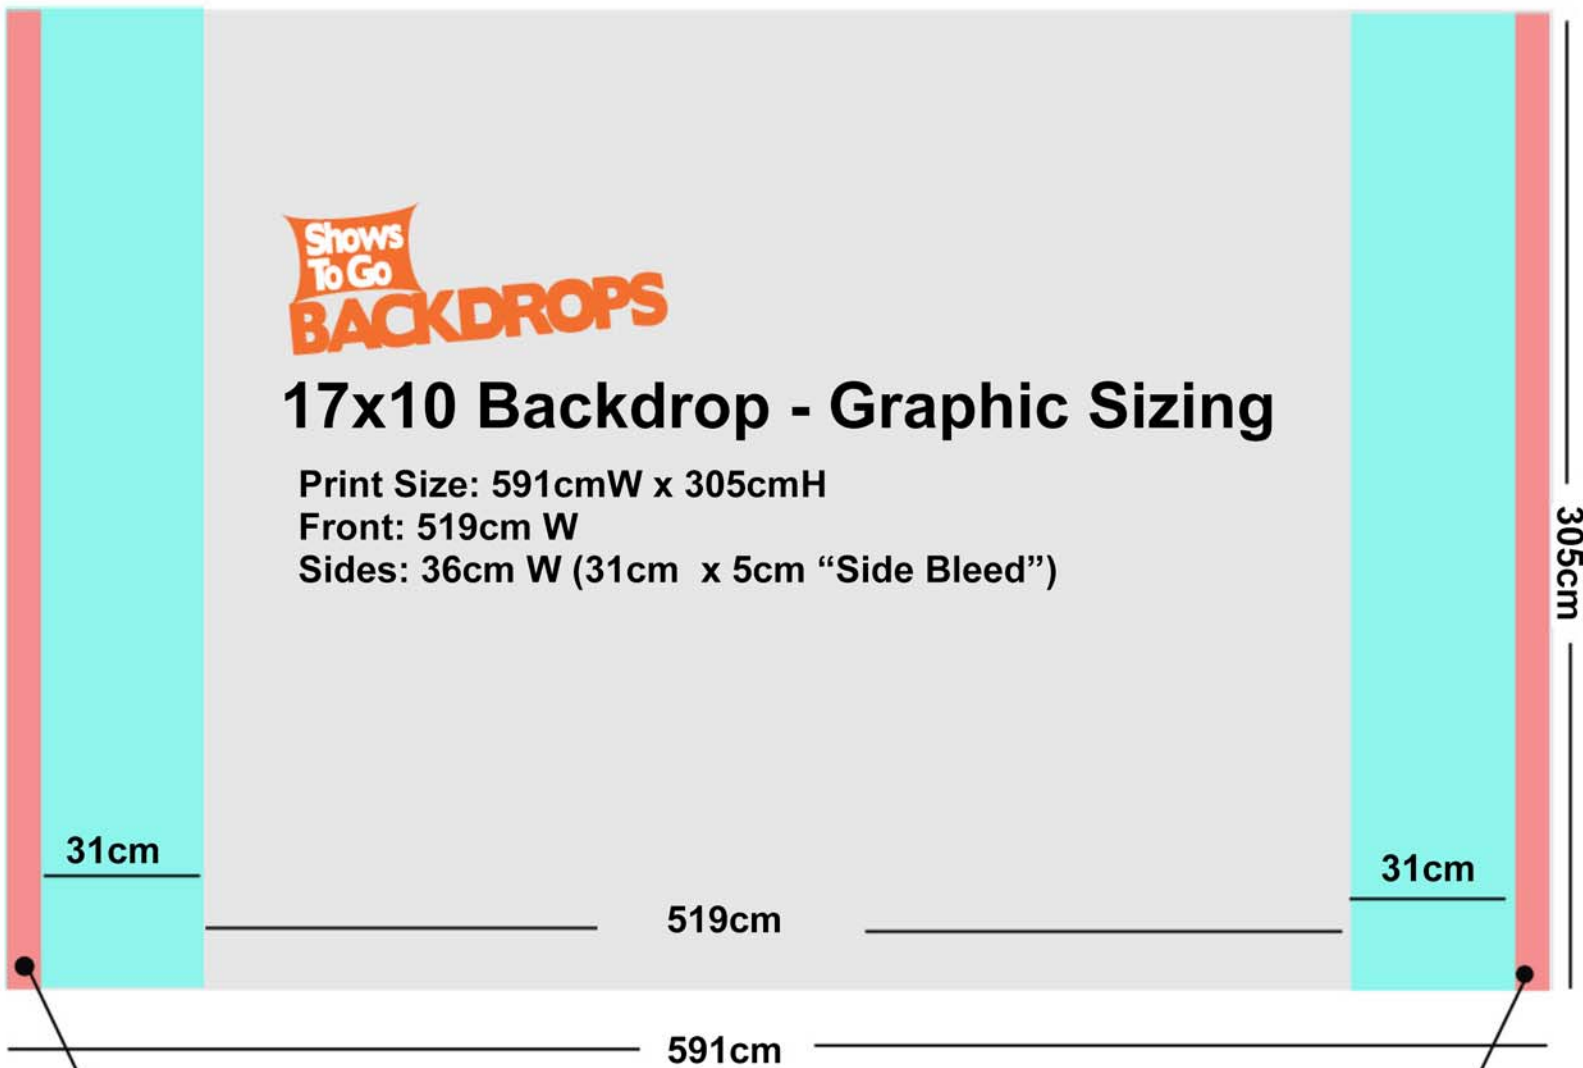 Shows
To Go
BACKDROPS
17x10 Backdrop - Graphic Sizing
Print Size: 591cmW x 305cmH
Front: 519cm W
Sides: 36cm W (31cm  x 5cm “Side Bleed”)
305cm
31cm
31cm
519cm
591cm